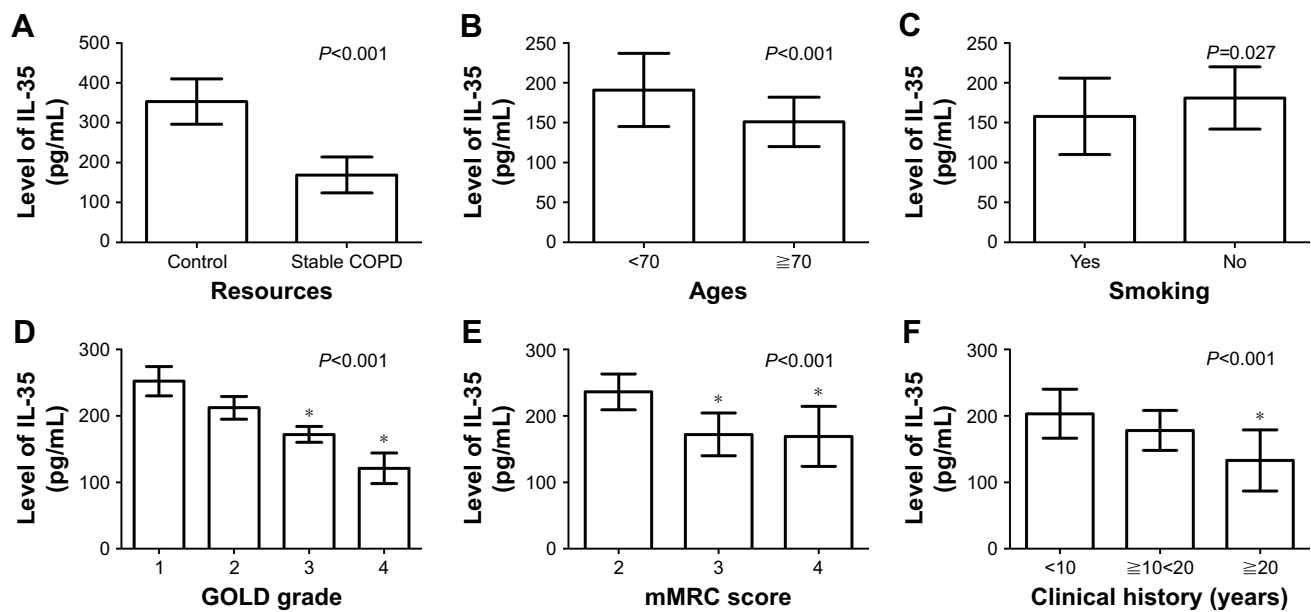 A
Level of IL-35
(pg/mL)
500
400
300
200
100
0
P<0.001
Control
Stable COPD
Resources
B
Level of IL-35
(pg/mL)
250
200
150
100
50
0
P<0.001
<70
≧70
Ages
C
Level of IL-35
(pg/mL)
250
200
150
100
50
0
P=0.027
Yes
No
Smoking
D
Level of IL-35
(pg/mL)
300
200
100
0
P<0.001
*
*
1
2
3
4
GOLD grade
E
Level of IL-35
(pg/mL)
300
200
100
0
P<0.001
*
*
2
3
4
mMRC score
F
Level of IL-35
(pg/mL)
300
200
100
0
P<0.001
*
<10
≧10<20
≧20
Clinical history (years)